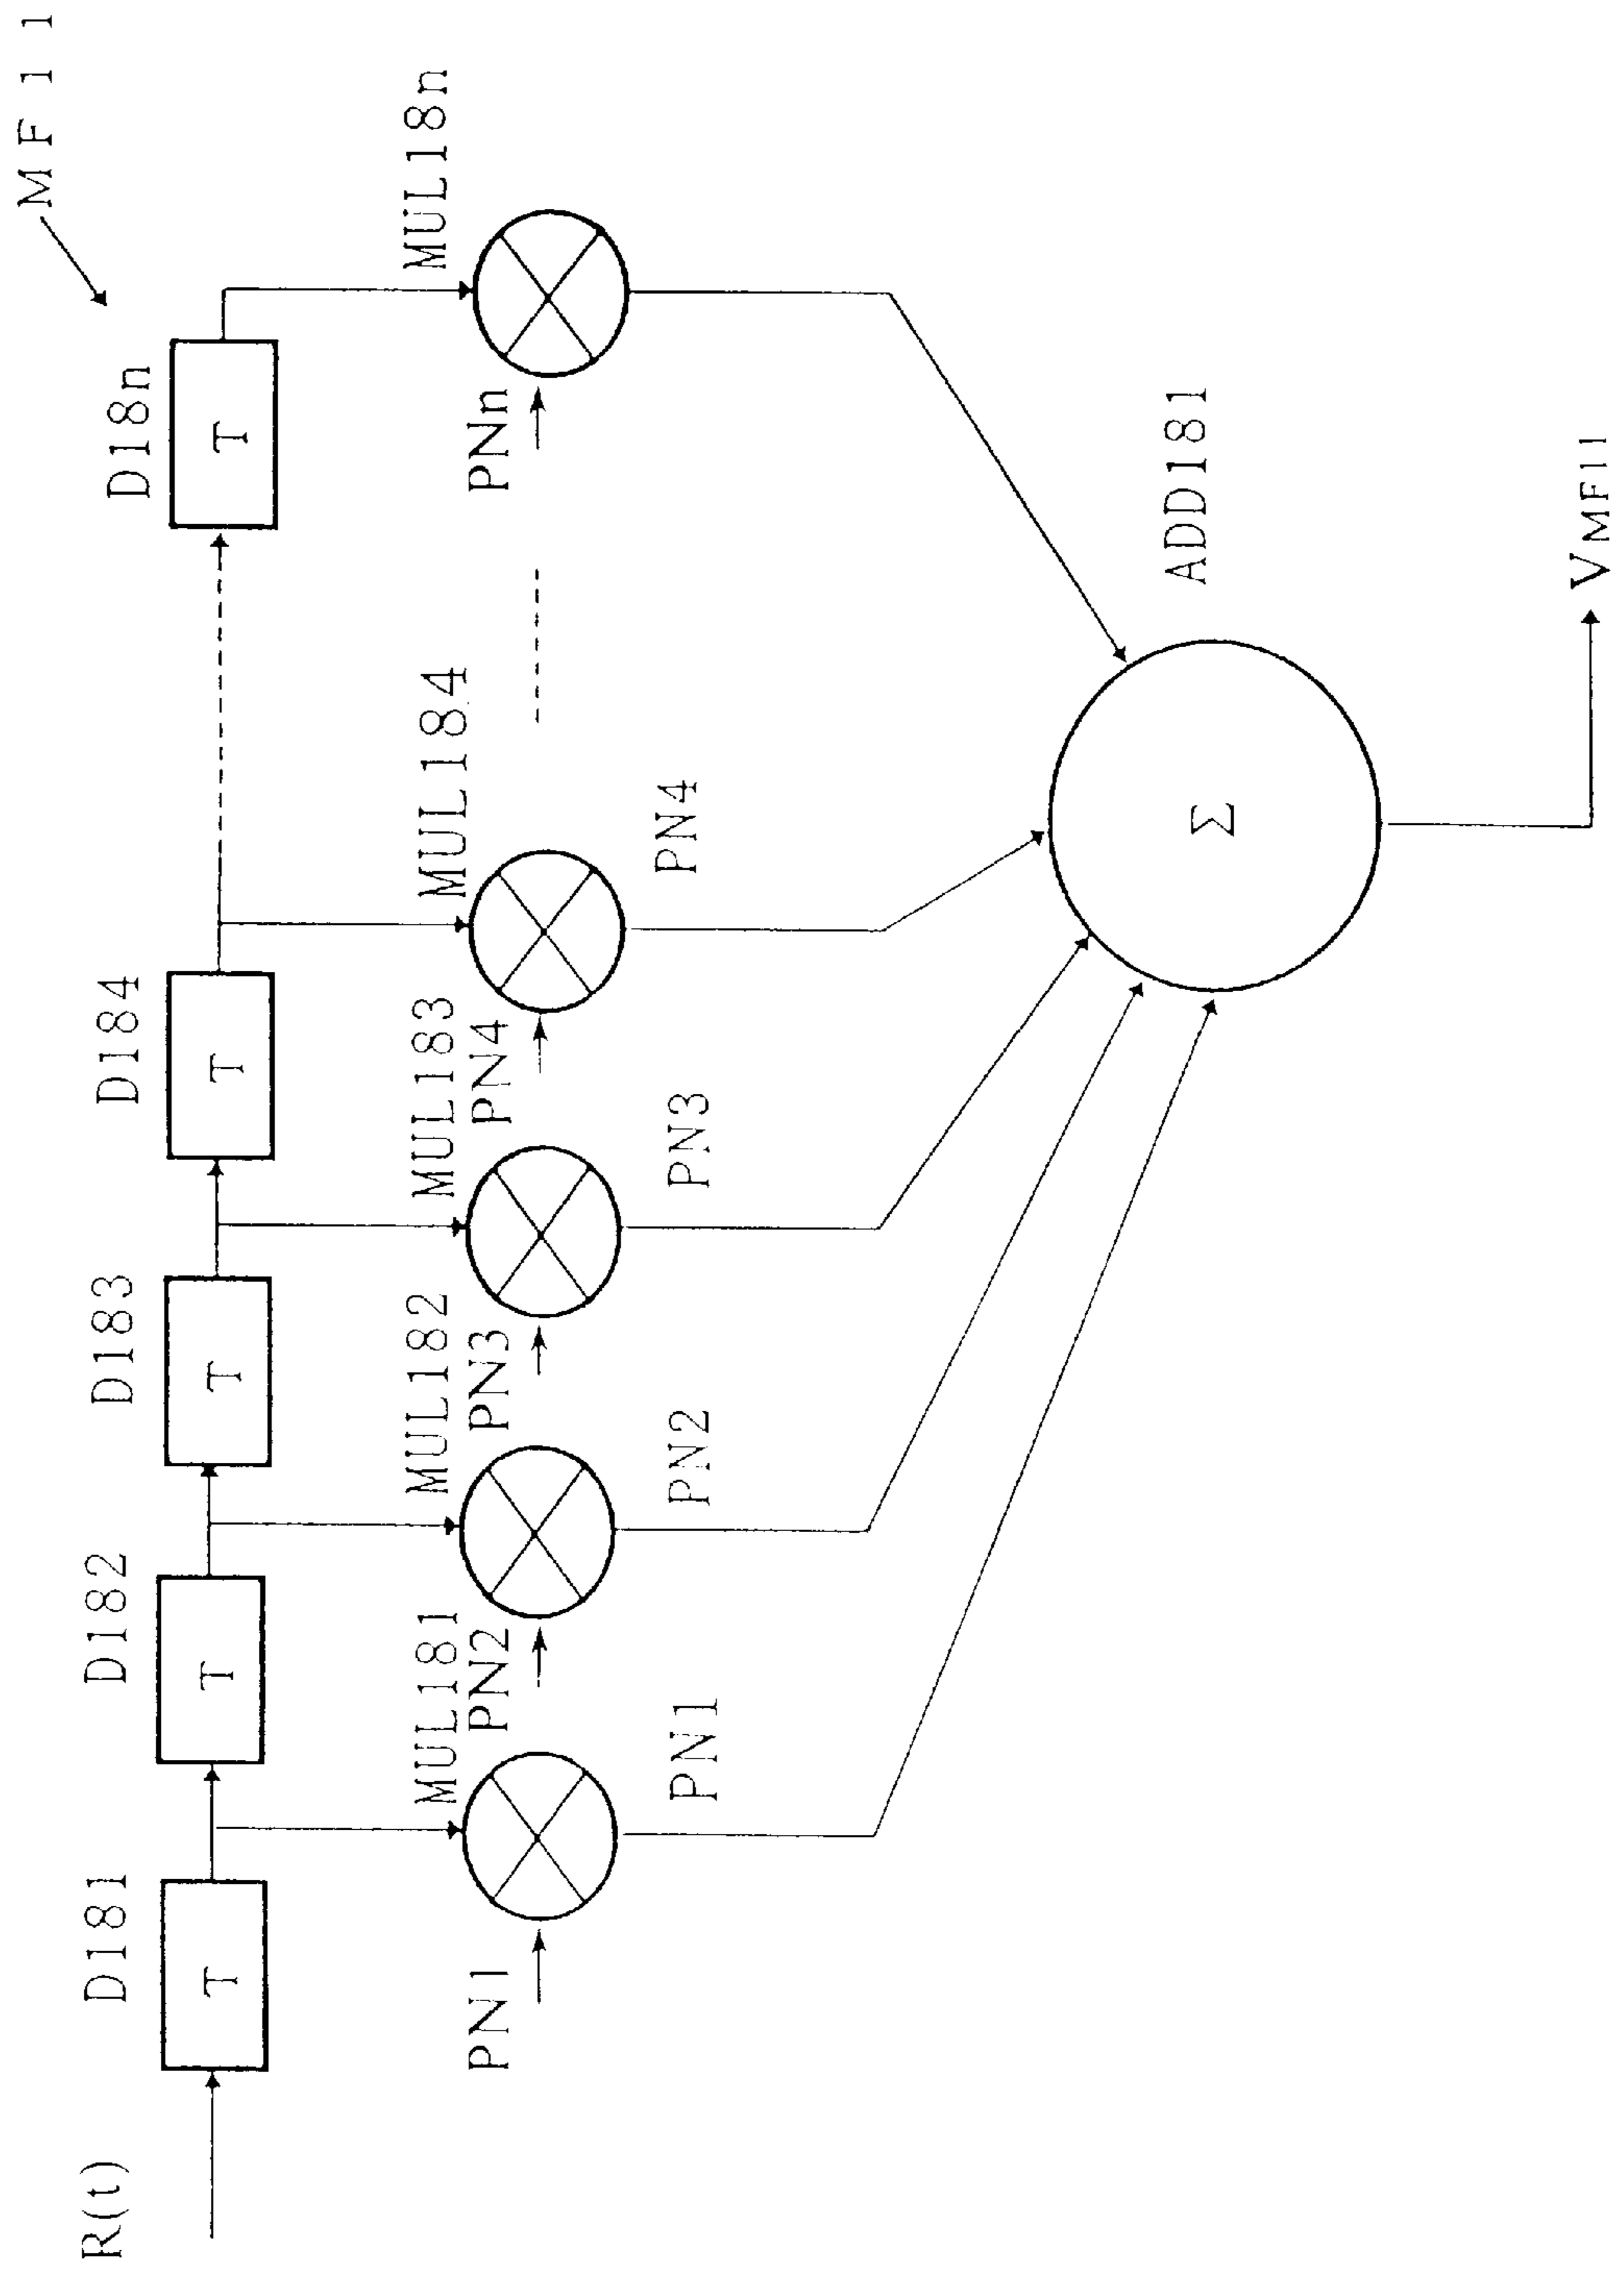 MF11
D181
D182
D183
D184
D18n
R(t)
T
T
T
T
T
MUL181
MUL182
MUL183
MUL184
MUL18n
PN1
PN2
PN3
PN4
PNn
PN1
PN2
PN3
PN4
ADD181
Σ
VMF11